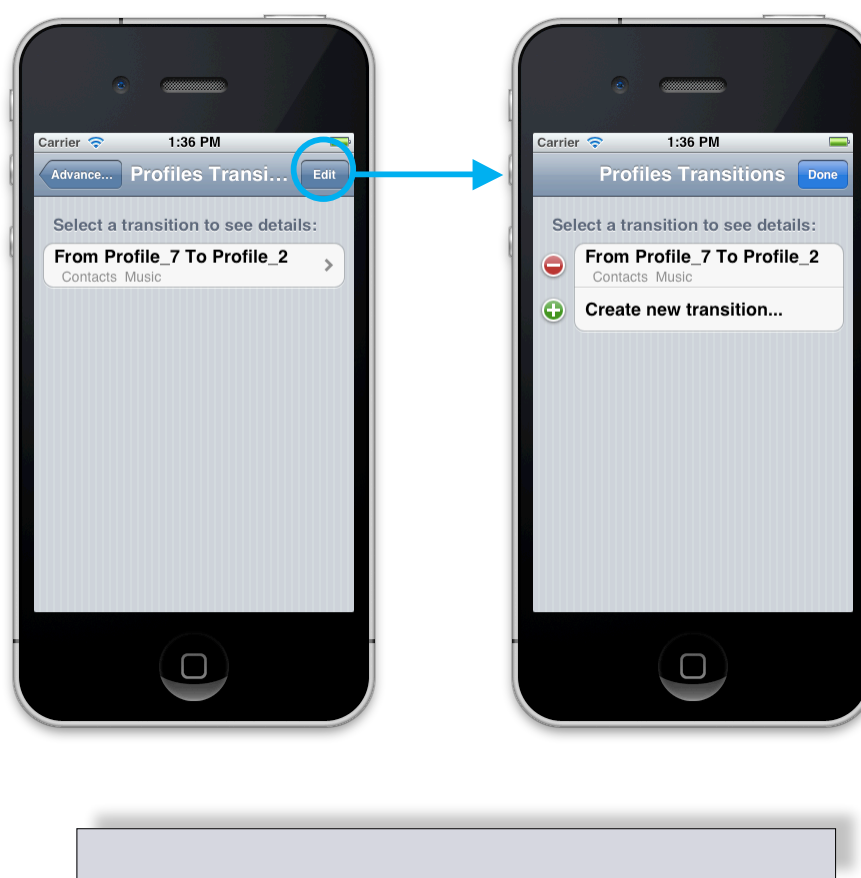 Carrier 1:36 PM
Advance... Profiles Transi... Edit
Select a transition to see details:
From Profile_7 To Profile_2
Contacts Music
Carrier 1:36 PM
Profiles Transitions Done
Select a transition to see details:
From Profile_7 To Profile_2
Contacts Music
Create new transition...